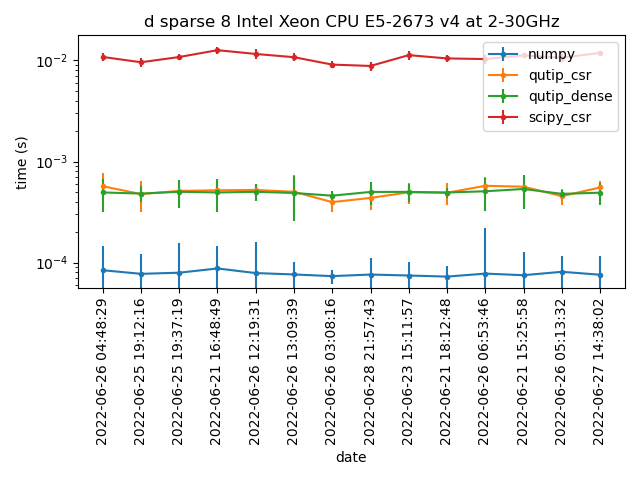 d sparse 8 Intel Xeon CPU E5-2673 v4 at 2-30GHz
numpy
qutip_csr
qutip_dense
scipy_csr
time (s)
10⁻²
10⁻³
10⁻⁴
2022-06-26 04:48:29
2022-06-25 19:12:16
2022-06-25 19:37:19
2022-06-21 16:48:49
2022-06-26 12:19:31
2022-06-26 13:09:39
2022-06-26 03:08:16
2022-06-28 21:57:43
2022-06-23 15:11:57
2022-06-21 18:12:48
2022-06-26 06:53:46
2022-06-21 15:25:58
2022-06-26 05:13:32
2022-06-27 14:38:02
date